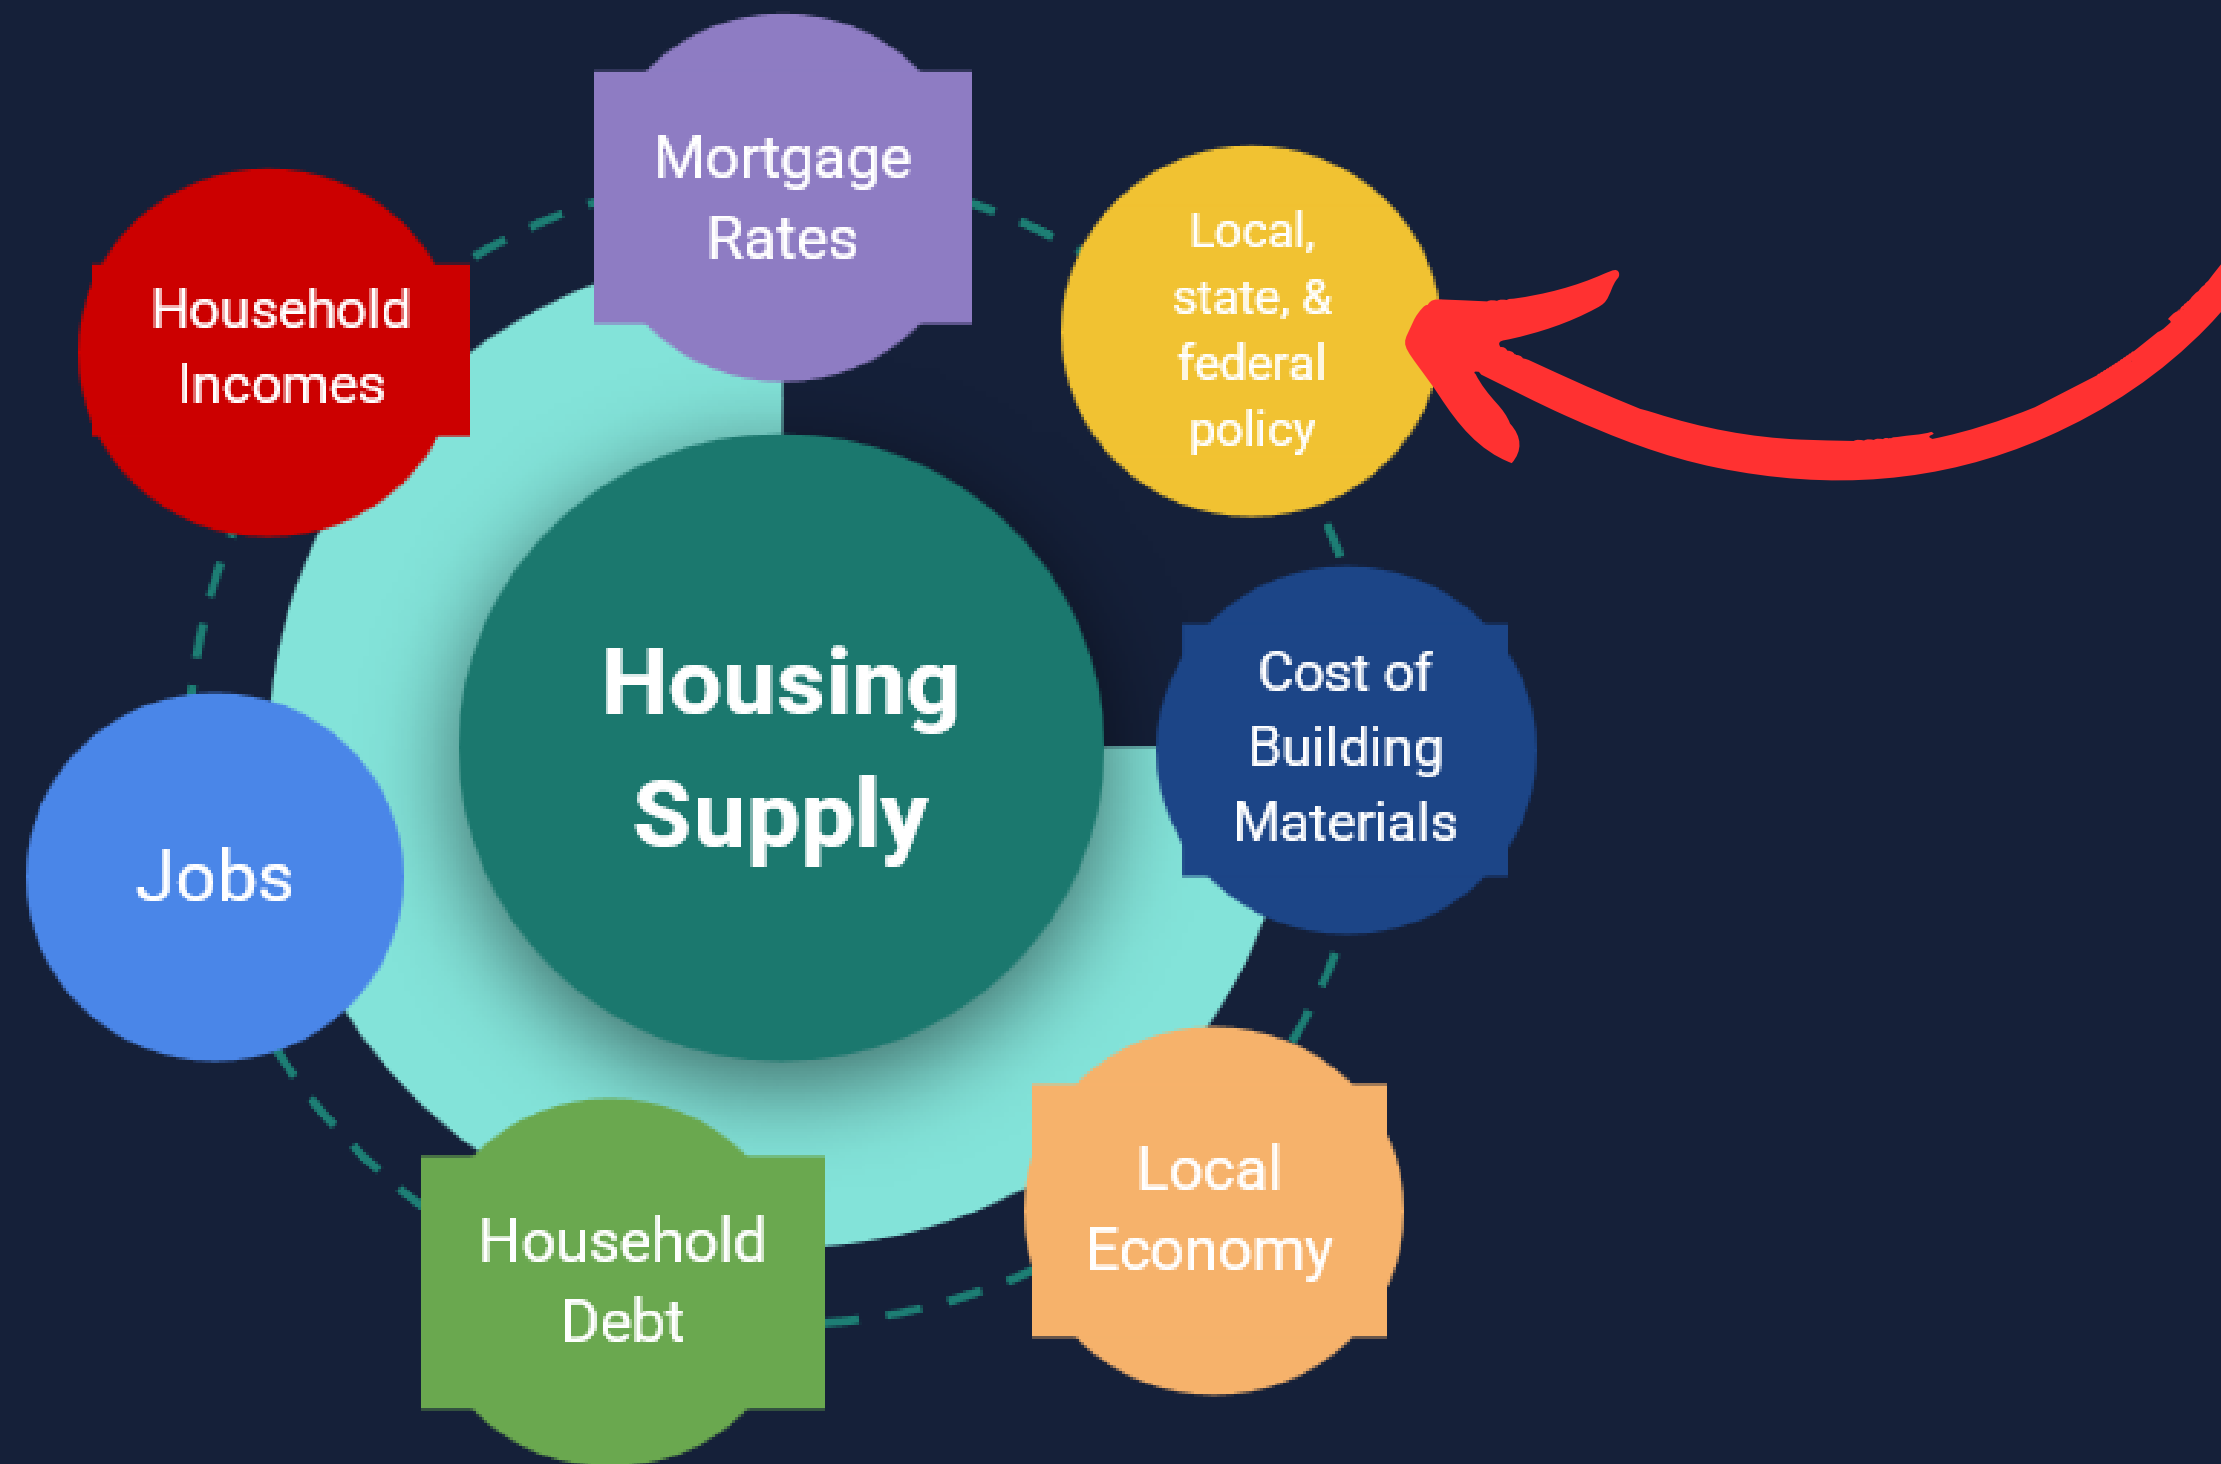 Mortgage
Rates
Local,
state, &
federal
policy
Household
Incomes
Housing
Supply
Cost of
Building
Materials
Jobs
Local
Economy
Household
Debt